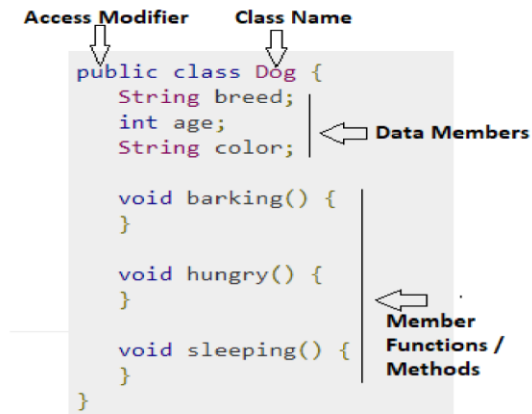 Access Modifier Class Name
public class Dog {
String breed;
int age;
String color;
Data Members
void barking() {
}
void hungry() {
}
void sleeping() {
}
}
Member
Functions /
Methods